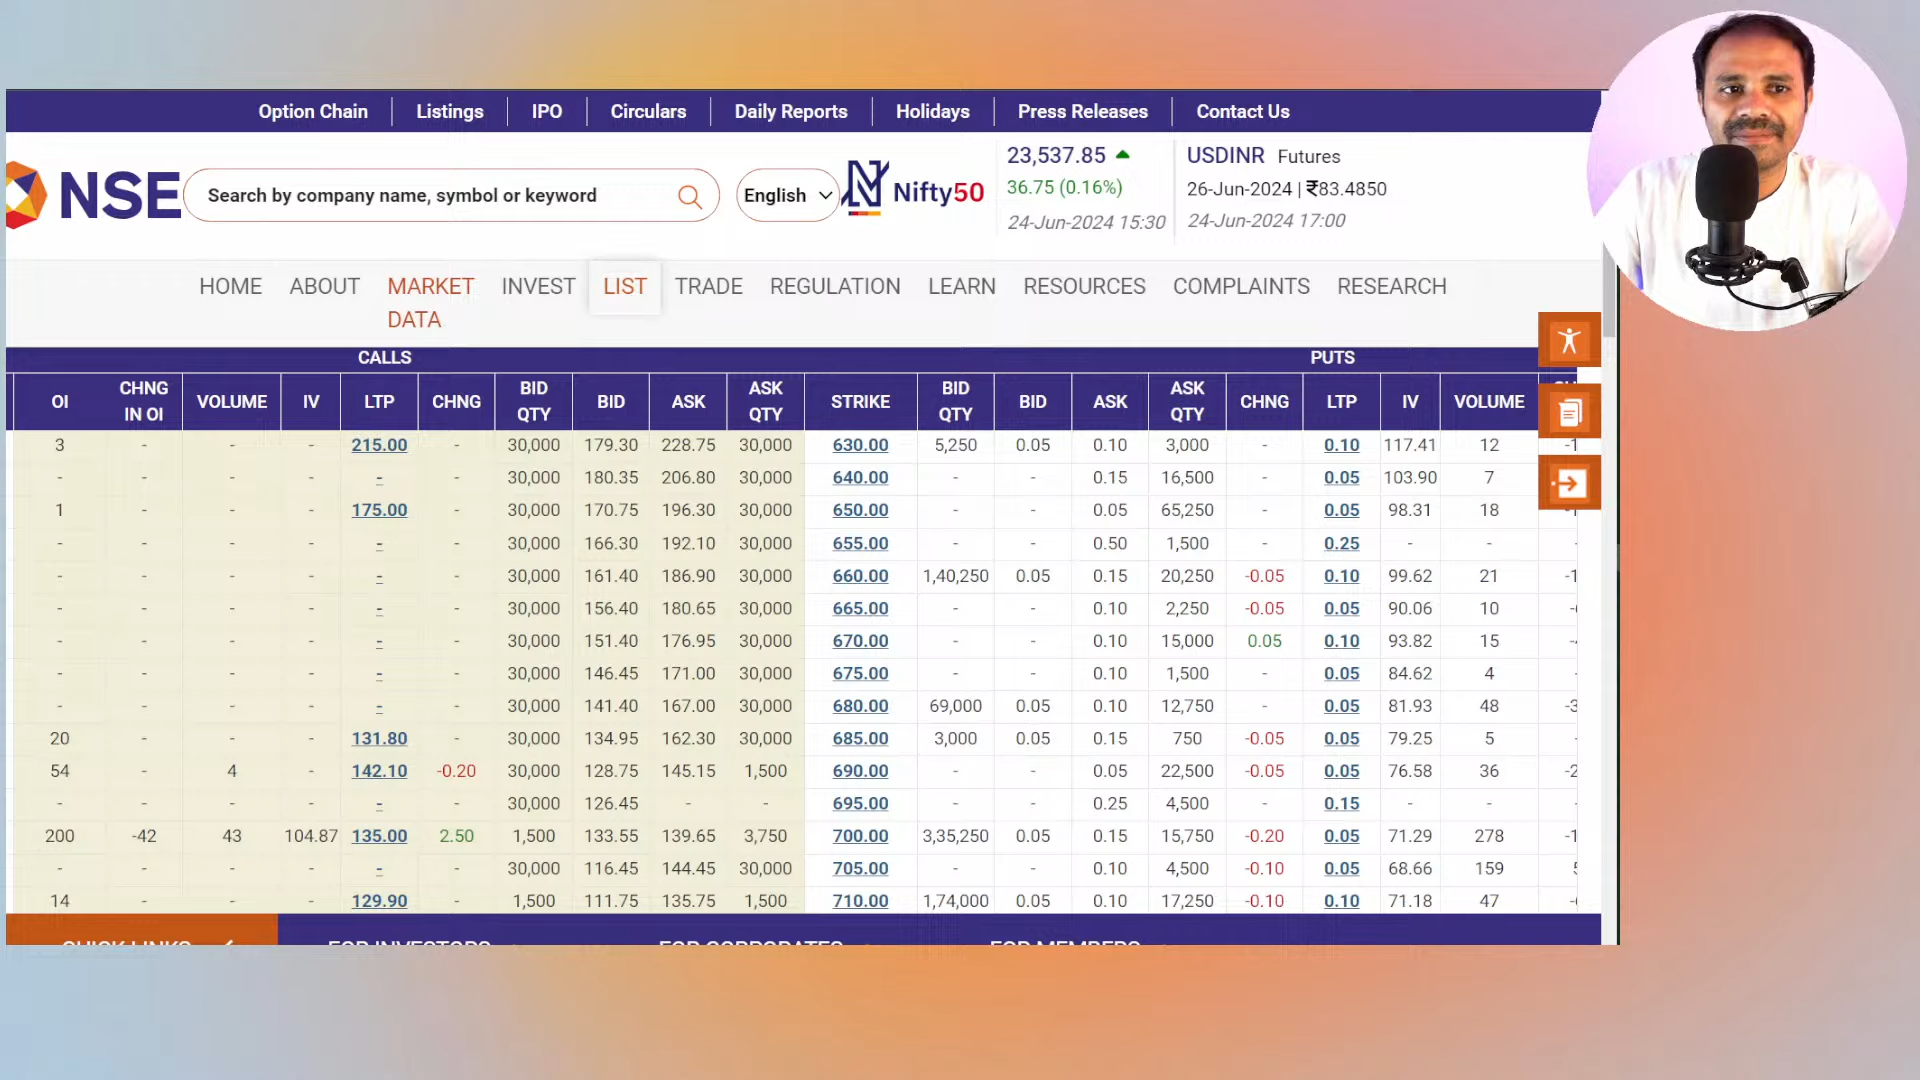 Option Chain Listings IPO Circulars Daily Reports Holidays Press Releases Contact Us
NSE
Search by company name, symbol or keyword
English
Nifty50
23,537.85
36.75 (0.16%)
24-Jun-2024 15:30
USDINR Futures
26-Jun-2024 | ₹83.4850
24-Jun-2024 17:00
HOME ABOUT MARKET DATA INVEST LIST TRADE REGULATION LEARN RESOURCES COMPLAINTS RESEARCH
CALLS PUTS
OI CHNG IN OI VOLUME IV LTP CHNG BID QTY BID ASK ASK QTY STRIKE BID QTY BID ASK ASK QTY CHNG LTP IV VOLUME
3 - - - 215.00 - 30,000 179.30 228.75 30,000 630.00 5,250 0.05 0.10 3,000 - 0.10 117.41 12 -1
- - - - - - 30,000 180.35 206.80 30,000 640.00 - - 0.15 16,500 - 0.05 103.90 7
1 - - - 175.00 - 30,000 170.75 196.30 30,000 650.00 - - 0.05 65,250 - 0.05 98.31 18
- - - - - - 30,000 166.30 192.10 30,000 655.00 - - 0.50 1,500 - 0.25 - - -
- - - - - - 30,000 161.40 186.90 30,000 660.00 1,40,250 0.05 0.15 20,250 -0.05 0.10 99.62 21 -1
- - - - - - 30,000 156.40 180.65 30,000 665.00 - - 0.10 2,250 -0.05 0.05 90.06 10
- - - - - - 30,000 151.40 176.95 30,000 670.00 - - 0.10 15,000 0.05 0.10 93.82 15
- - - - - - 30,000 146.45 171.00 30,000 675.00 - - 0.10 1,500 - 0.05 84.62 4
- - - - - - 30,000 141.40 167.00 30,000 680.00 69,000 0.05 0.10 12,750 - 0.05 81.93 48 -3
20 - - - 131.80 - 30,000 134.95 162.30 30,000 685.00 3,000 0.05 0.15 750 -0.05 0.05 79.25 5 -
54 - 4 - 142.10 -0.20 30,000 128.75 145.15 1,500 690.00 - - 0.05 22,500 -0.05 0.05 76.58 36 -2
- - - - - - 30,000 126.45 - - 695.00 - - 0.25 4,500 - 0.15 - - -
200 -42 43 104.87 135.00 2.50 1,500 133.55 139.65 3,750 700.00 3,35,250 0.05 0.15 15,750 -0.20 0.05 71.29 278 -1
- - - - - - 30,000 116.45 144.45 30,000 705.00 - - 0.10 4,500 -0.10 0.05 68.66 159
14 - - - 129.90 - 1,500 111.75 135.75 1,500 710.00 1,74,000 0.05 0.10 17,250 -0.10 0.10 71.18 47
QUICK LINKS FOR INVESTORS FOR CORPORATES FOR MEMBERS